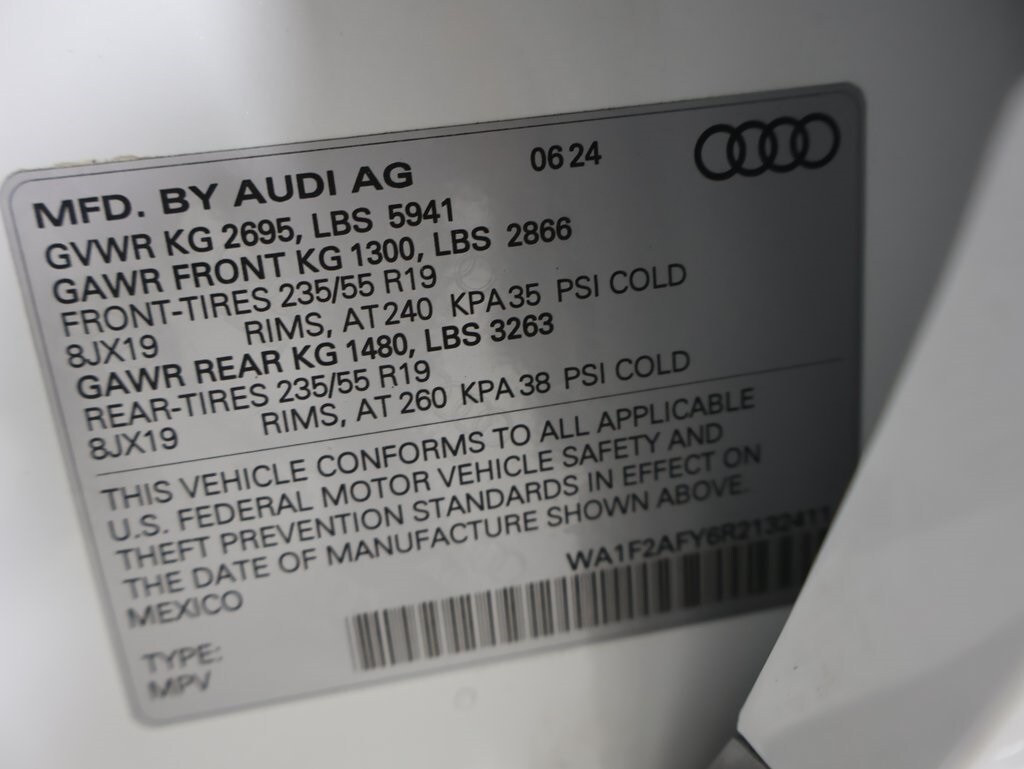 MFD. BY AUDI AG 06 24
GVWR KG 2695, LBS 5941
GAWR FRONT KG 1300, LBS 2866
FRONT-TIRES 235/55 R19
8JX19 RIMS, AT 240 KPA 35 PSI COLD
GAWR REAR KG 1480, LBS 3263
REAR-TIRES 235/55 R19
8JX19 RIMS, AT 260 KPA 38 PSI COLD
THIS VEHICLE CONFORMS TO ALL APPLICABLE
U.S. FEDERAL MOTOR VEHICLE SAFETY AND
THEFT PREVENTION STANDARDS IN EFFECT ON
THE DATE OF MANUFACTURE SHOWN ABOVE.
MEXICO WA1F2AFY6R2132411
TYPE:
MPV